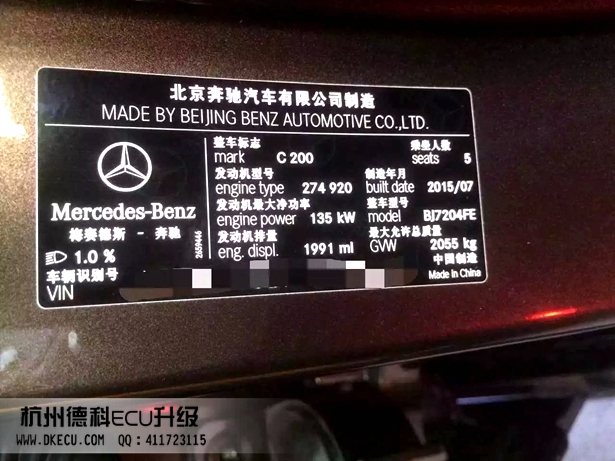 北京奔驰汽车有限公司制造
MADE BY BEIJING BENZ AUTOMOTIVE CO.,LTD.
整车标志 乘坐人数
mark C 200 seats 5
发动机型号 制造年月
engine type 274 920 built date 2015/07
发动机最大净功率 整车型号
engine power 135 kW model BJ7204FE
发动机排量 最大允许总质量
eng. displ. 1991 ml GVW 2055 kg
中国制造
Made in China
Mercedes-Benz
梅赛德斯 - 奔驰
1.0 %
车辆识别号
VIN
2659446
杭州德科ECU升级
WWW.DKECU.COM QQ:411723115